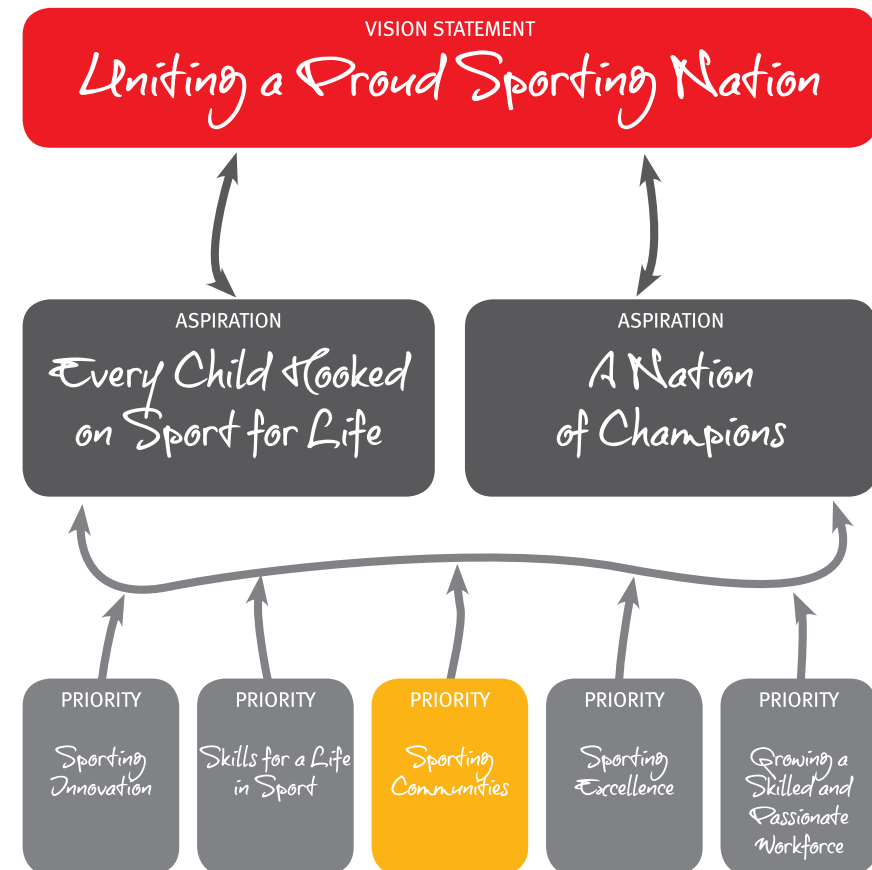 VISION STATEMENT
Uniting a Proud Sporting Nation
ASPIRATION
Every Child Hooked
on Sport for Life
ASPIRATION
A Nation
of Champions
PRIORITY
Sporting
Innovation
PRIORITY
Skills for a Life
in Sport
PRIORITY
Sporting
Communities
PRIORITY
Sporting
Excellence
PRIORITY
Growing a
Skilled and
Passionate
Workforce